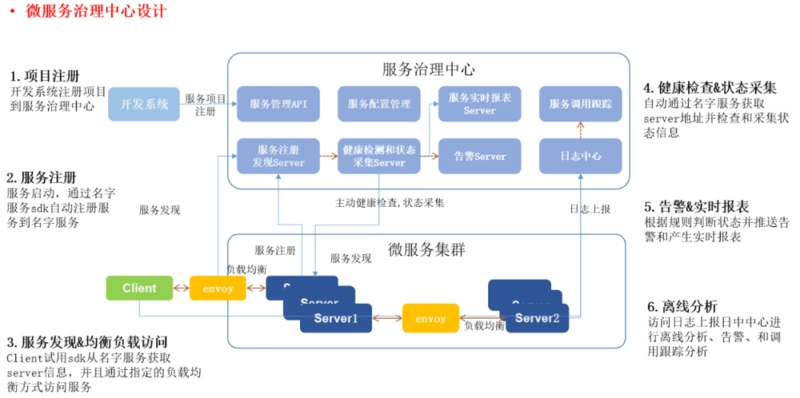 • 微服务治理中心设计
服务治理中心
1. 项目注册
开发系统注册项目
到服务治理中心
开发系统
服务项目
注册
服务管理API
服务配置管理
服务实时报表
Server
服务调用跟踪
4. 健康检查&状态采集
自动通过名字服务获取
server地址并检查和采集状
态信息
服务注册
发现Server
健康检测和状态
采集Server
告警Server
日志中心
2. 服务注册
服务启动，通过名字
服务sdk自动注册服
务到名字服务
服务发现
主动健康检查,状态采集
日志上报
5. 告警&实时报表
根据规则判断状态并推送告
警和产生实时报表
微服务集群
服务注册
服务发现
负载均衡
Client
envoy
Server
Server1
envoy
负载均衡
Server
Server2
3. 服务发现&均衡负载访问
Client试用sdk从名字服务获取
server信息，并且通过指定的负载均
衡方式访问服务
6. 离线分析
访问日志上报日中中心进
行离线分析、告警、和调
用跟踪分析